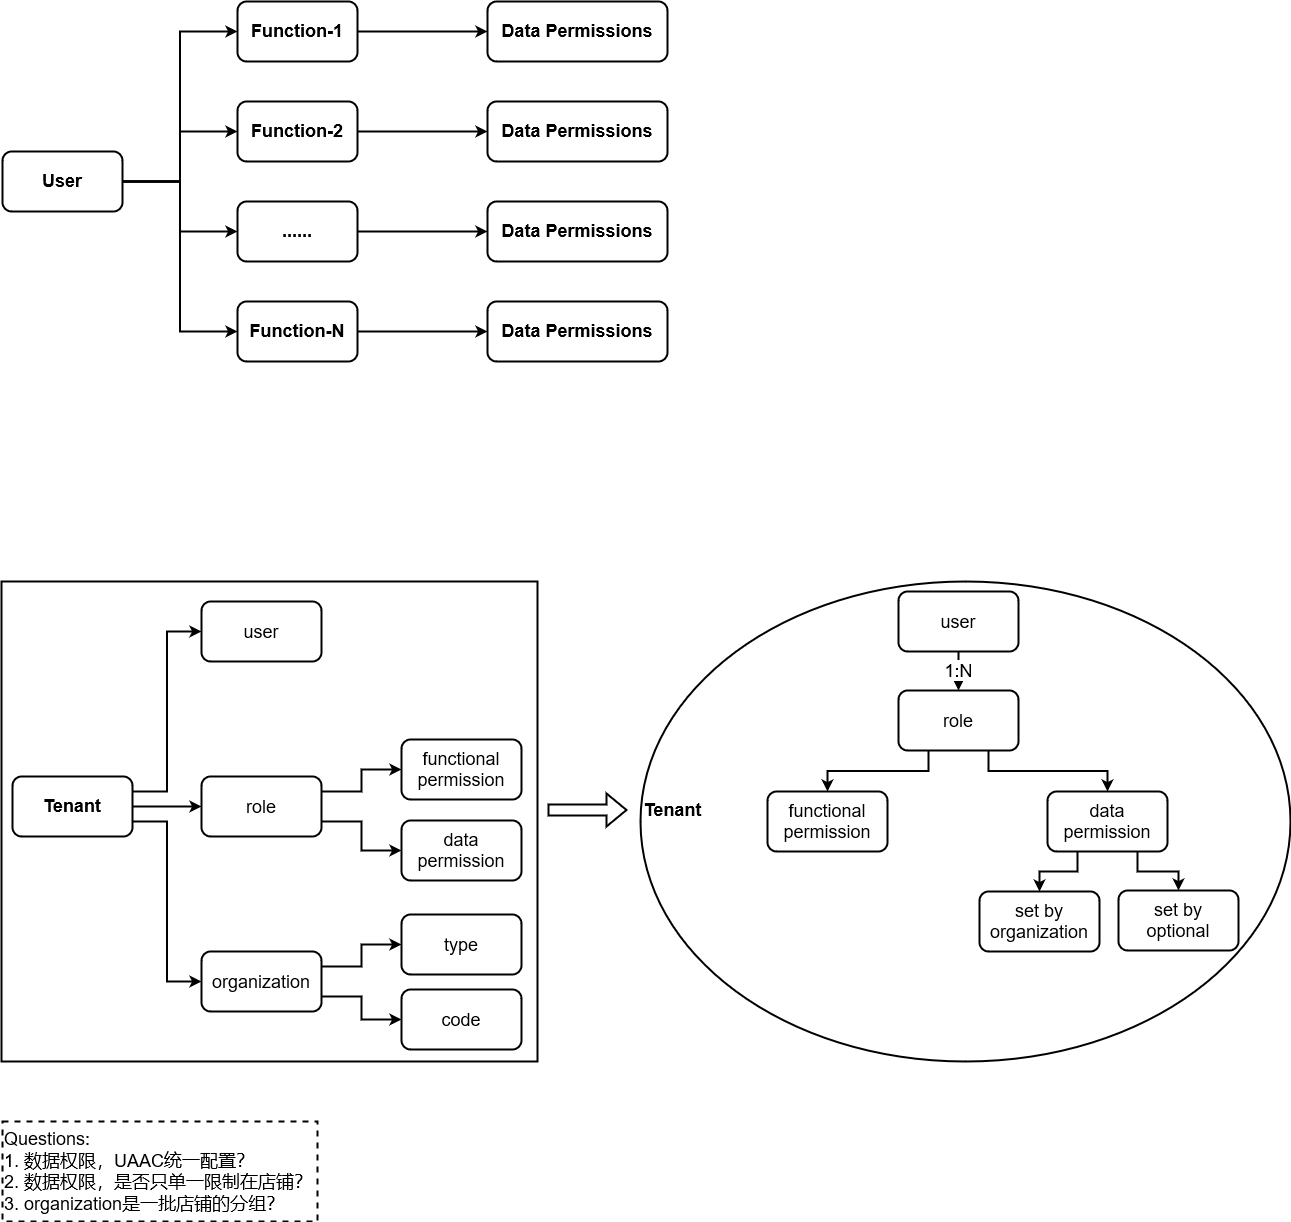 Function-1
Data Permissions
Function-2
Data Permissions
User
......
Data Permissions
Function-N
Data Permissions
user
functional
permission
Tenant
role
data
permission
type
organization
code
user
1:N
role
Tenant
functional
permission
data
permission
set by
organization
set by
optional
Questions:
1. 数据权限，UAAC统一配置？
2. 数据权限，是否只单一限制在店铺？
3. organization是一批店铺的分组？